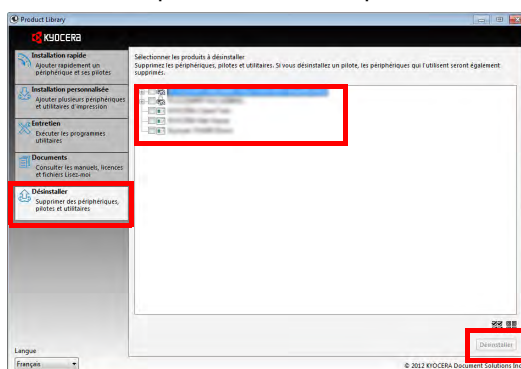 Product Library
KYOCERA
Installation rapide
Ajouter rapidement un
périphérique et ses pilotes
Installation personnalisée
Ajouter plusieurs périphériques
et utilitaires d'impression
Entretien
Exécuter les programmes
utilitaires
Documents
Consulter les manuels, licences
et fichiers Lisez-moi
Désinstaller
Supprimer des périphériques,
pilotes et utilitaires
Sélectionner les produits à désinstaller
Supprimez les périphériques, pilotes et utilitaires. Si vous désinstallez un pilote, les périphériques qui l'utilisent seront également
supprimés.
Désinstaller
Langue
Français
© 2012 KYOCERA Document Solutions Inc.